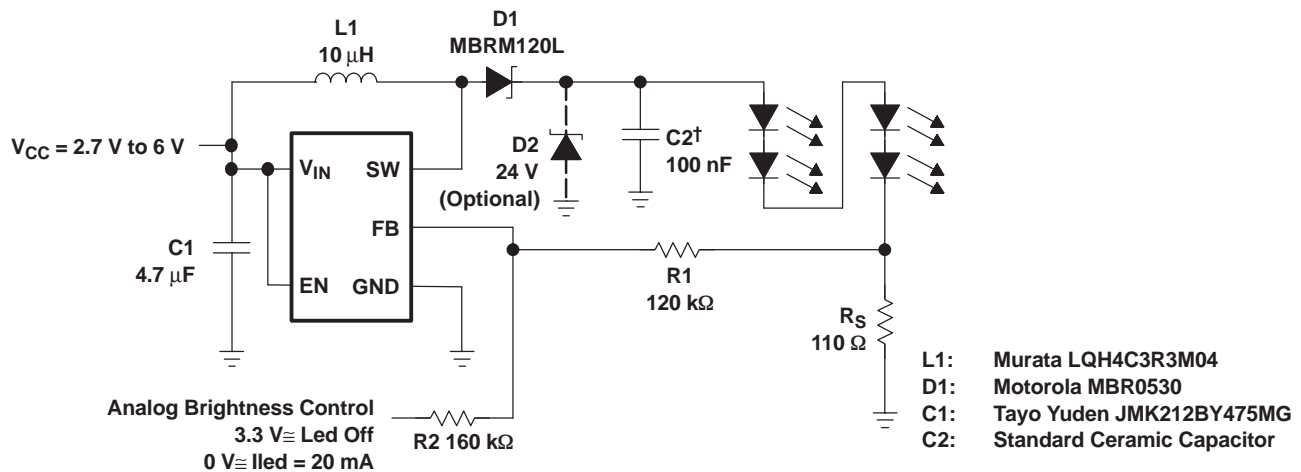 L1
10 μH
D1
MBRM120L
VCC = 2.7 V to 6 V
VIN
SW
FB
EN
GND
C1
4.7 μF
D2
24 V
(Optional)
C2†
100 nF
R1
120 kΩ
RS
110 Ω
Analog Brightness Control
3.3 V≅ Led Off
0 V≅ Iled = 20 mA
R2 160 kΩ
L1: Murata LQH4C3R3M04
D1: Motorola MBR0530
C1: Tayo Yuden JMK212BY475MG
C2: Standard Ceramic Capacitor